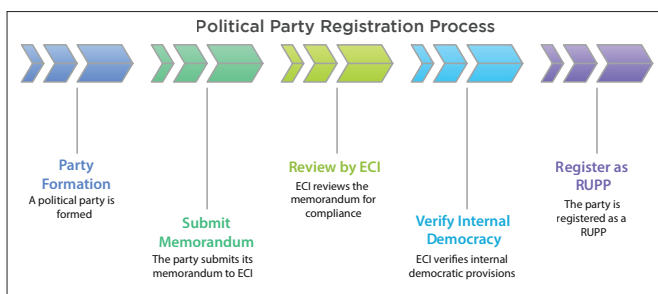 Political Party Registration Process
Party
Formation
A political party is
formed
Submit
Memorandum
The party submits its
memorandum to ECI
Review by ECI
ECI reviews the
memorandum for
compliance
Verify Internal
Democracy
ECI verifies internal
democratic provisions
Register as
RUPP
The party is
registered as a
RUPP